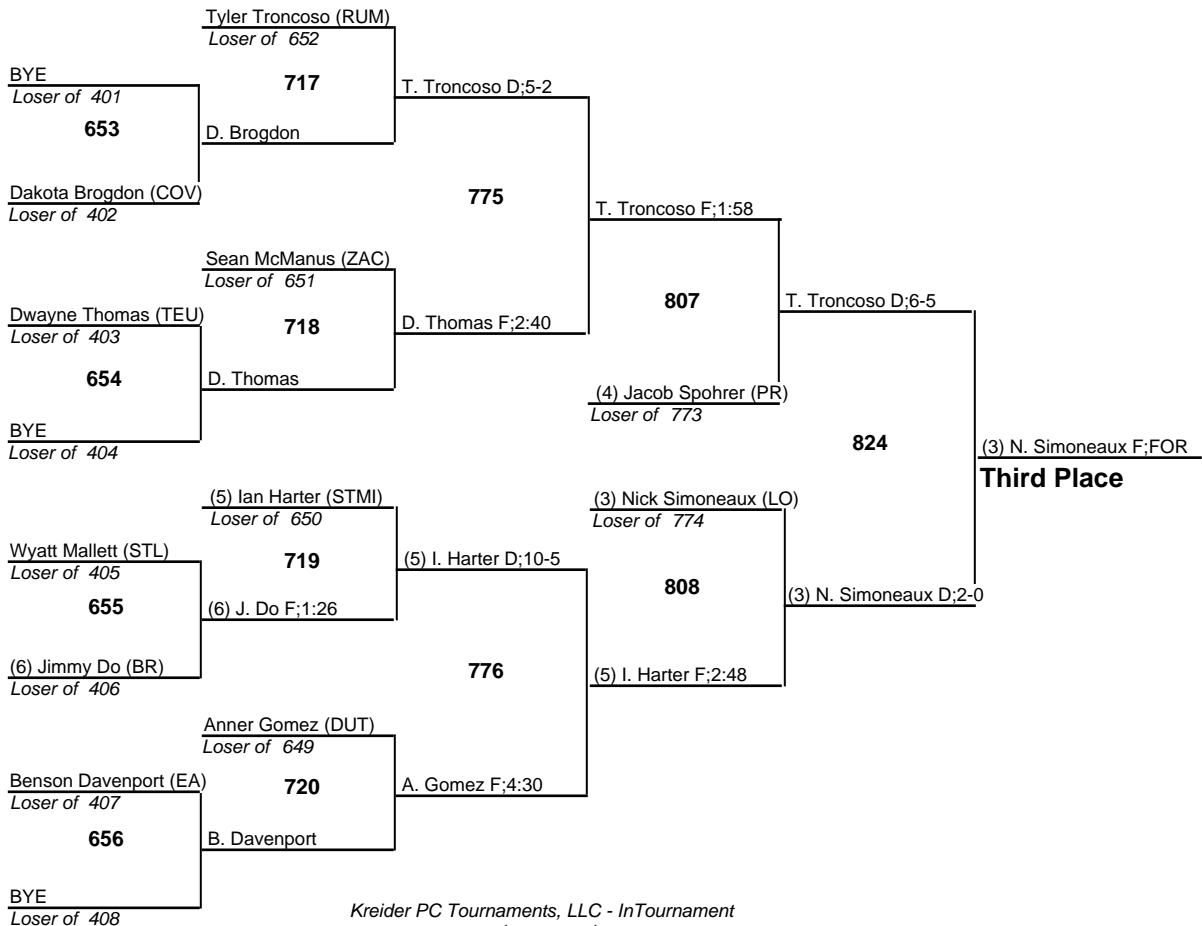 Tyler Troncoso (RUM)
Loser of 652
BYE
Loser of 401
717
T. Troncoso D;5-2
653
D. Brogdon
Dakota Brogdon (COV)
Loser of 402
775
T. Troncoso F;1:58
Sean McManus (ZAC)
Loser of 651
Dwayne Thomas (TEU)
Loser of 403
718
D. Thomas F;2:40
807
T. Troncoso D;6-5
654
D. Thomas
(4) Jacob Spohrer (PR)
Loser of 773
BYE
Loser of 404
824
(3) N. Simoneaux F;FOR
Third Place
(5) Ian Harter (STMI)
Loser of 650
(3) Nick Simoneaux (LO)
Loser of 774
Wyatt Mallett (STL)
Loser of 405
719
(5) I. Harter D;10-5
808
(3) N. Simoneaux D;2-0
655
(6) J. Do F;1:26
(6) Jimmy Do (BR)
Loser of 406
776
(5) I. Harter F;2:48
Anner Gomez (DUT)
Loser of 649
Benson Davenport (EA)
Loser of 407
720
A. Gomez F;4:30
656
B. Davenport
BYE
Loser of 408
Kreider PC Tournaments, LLC - InTournament